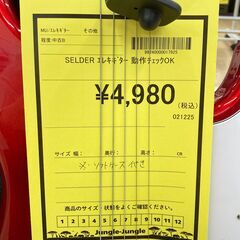 MU/エレキギター その他
程度:中古B
SELDER エレキギター 動作チェックOK
¥4,980
(税込)
021225
サイズ 幅: 奥行: 高さ: CM
※ソフトケース付き
商品のサイズ・状態をよくご確認ください。
1 2 3 4 5 6 7 8 9 10 11 12
Jungle-Jungle